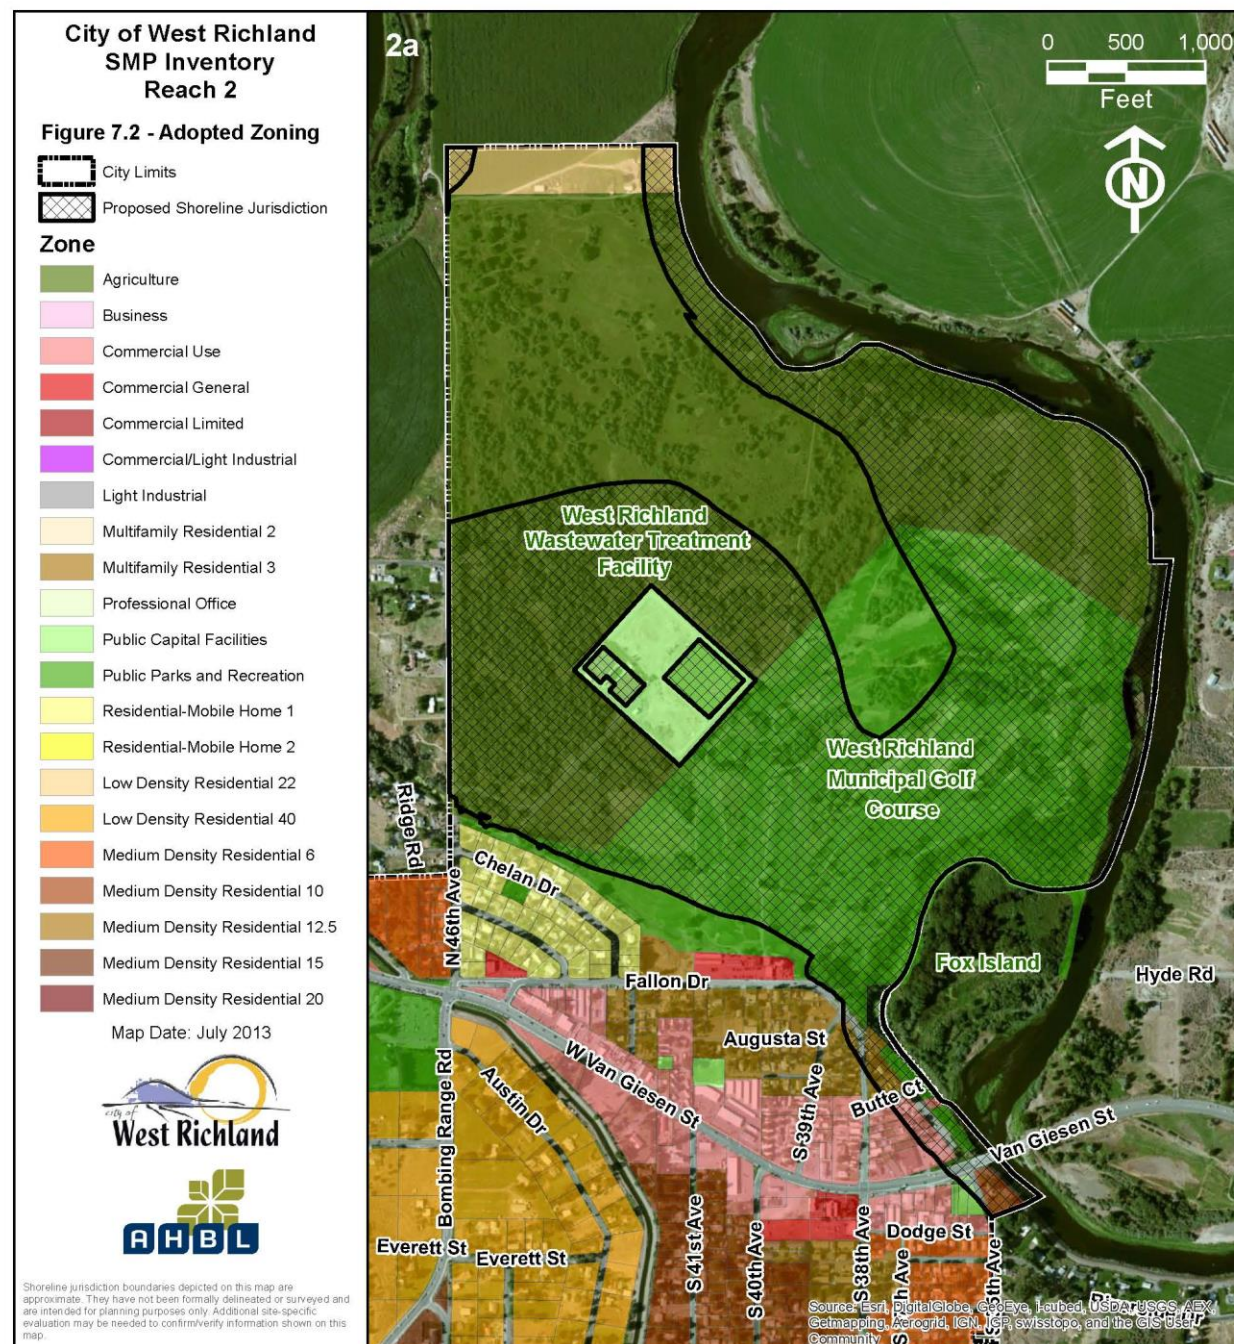 City of West Richland
SMP Inventory
Reach 2
Figure 7.2 - Adopted Zoning
City Limits
Proposed Shoreline Jurisdiction
Zone
Agriculture
Business
Commercial Use
Commercial General
Commercial Limited
Commercial/Light Industrial
Light Industrial
Multifamily Residential 2
Multifamily Residential 3
Professional Office
Public Capital Facilities
Public Parks and Recreation
Residential-Mobile Home 1
Residential-Mobile Home 2
Low Density Residential 22
Low Density Residential 40
Medium Density Residential 6
Medium Density Residential 10
Medium Density Residential 12.5
Medium Density Residential 15
Medium Density Residential 20
Map Date: July 2013
city of
West Richland
AHBL
Shoreline jurisdiction boundaries depicted on this map are
approximate. They have not been formally delineated or surveyed and
are intended for planning purposes only. Additional site-specific
evaluation may be needed to confirm/verify information shown on this
map.
2a
0 500 1,000
Feet
N
West Richland
Wastewater Treatment
Facility
West Richland
Municipal Golf
Course
Fox Island
Ridge Rd
N 46th Ave
Chelan Dr
Fallon Dr
Hyde Rd
Augusta St
W Van Giesen St
Austin Dr
Bombing Range Rd
S 39th Ave
Butte Ct
Van Giesen St
Everett St
Everett St
S 41st Ave
S 40th Ave
S 38th Ave
Dodge St
Source: Esri, DigitalGlobe, GeoEye, i-cubed, USDA, USGS, AEX,
Getmapping, Aerogrid, IGN, IGP, swisstopo, and the GIS User
Community